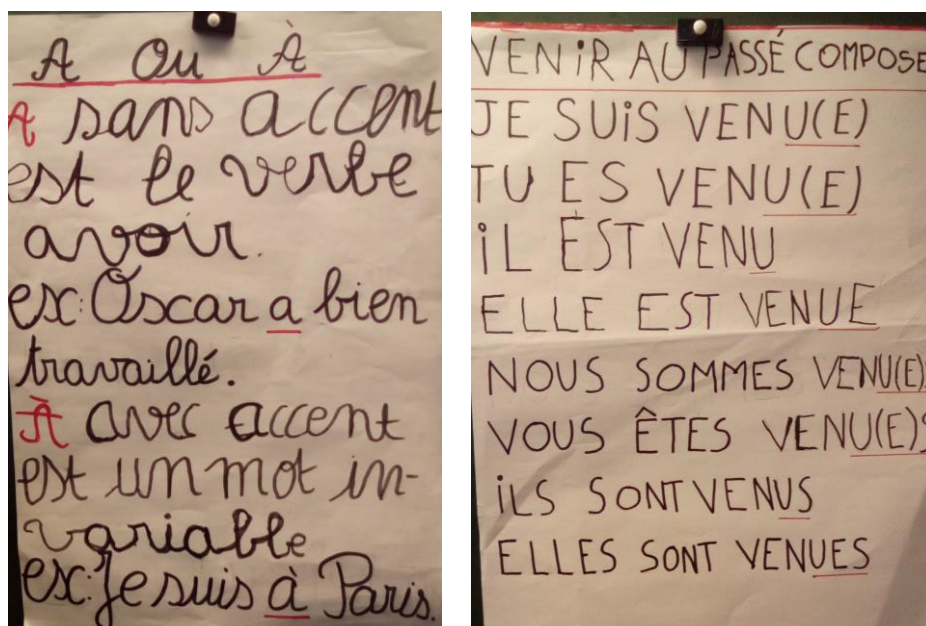 A ou À
A sans accent
est le verbe
avoir.
ex: Oscar a bien
travaillé.
À avec accent
est un mot in-
variable
ex: Je suis à Paris.
VENIR AU PASSÉ COMPOSE
JE SUIS VENU(E)
TU ES VENU(E)
IL EST VENU
ELLE EST VENUE
NOUS SOMMES VENU(E)S
VOUS ÊTES VENU(E)S
ILS SONT VENUS
ELLES SONT VENUES